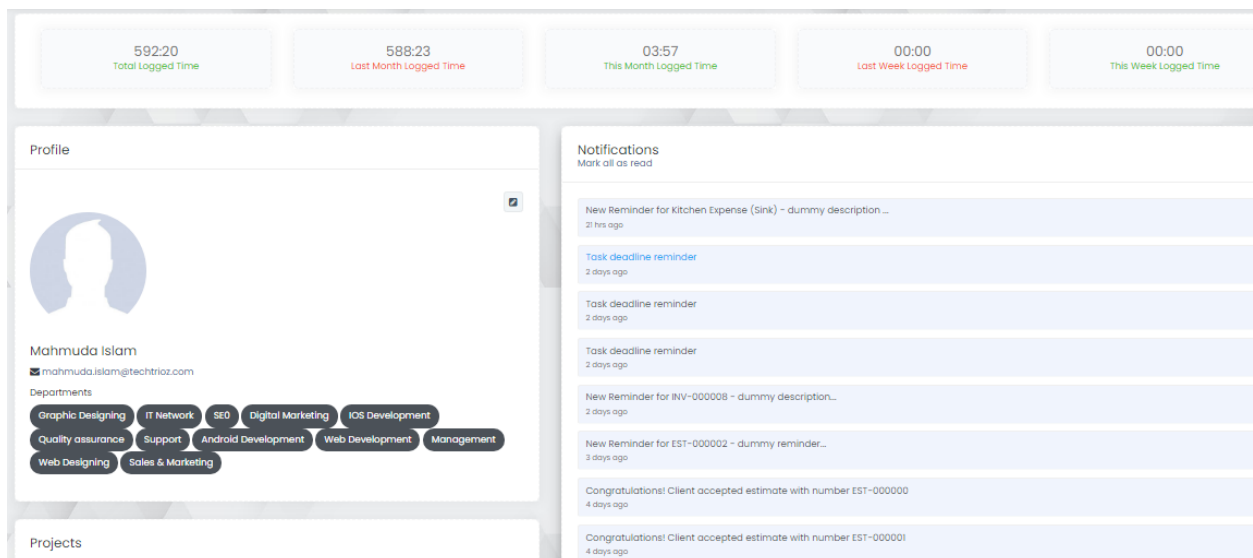 592:20
Total Logged Time
588:23
Last Month Logged Time
03:57
This Month Logged Time
00:00
Last Week Logged Time
00:00
This Week Logged Time
Profile
Mahmuda Islam
mahmuda.islam@techtrioz.com
Departments
Graphic Designing IT Network SEO Digital Marketing IOS Development
Quality assurance Support Android Development Web Development Management
Web Designing Sales & Marketing
Projects
Notifications
Mark all as read
New Reminder for Kitchen Expense (Sink) - dummy description ...
21 hrs ago
Task deadline reminder
2 days ago
Task deadline reminder
2 days ago
Task deadline reminder
2 days ago
New Reminder for INV-000008 - dummy description...
2 days ago
New Reminder for EST-000002 - dummy reminder...
3 days ago
Congratulations! Client accepted estimate with number EST-000000
4 days ago
Congratulations! Client accepted estimate with number EST-000001
4 days ago